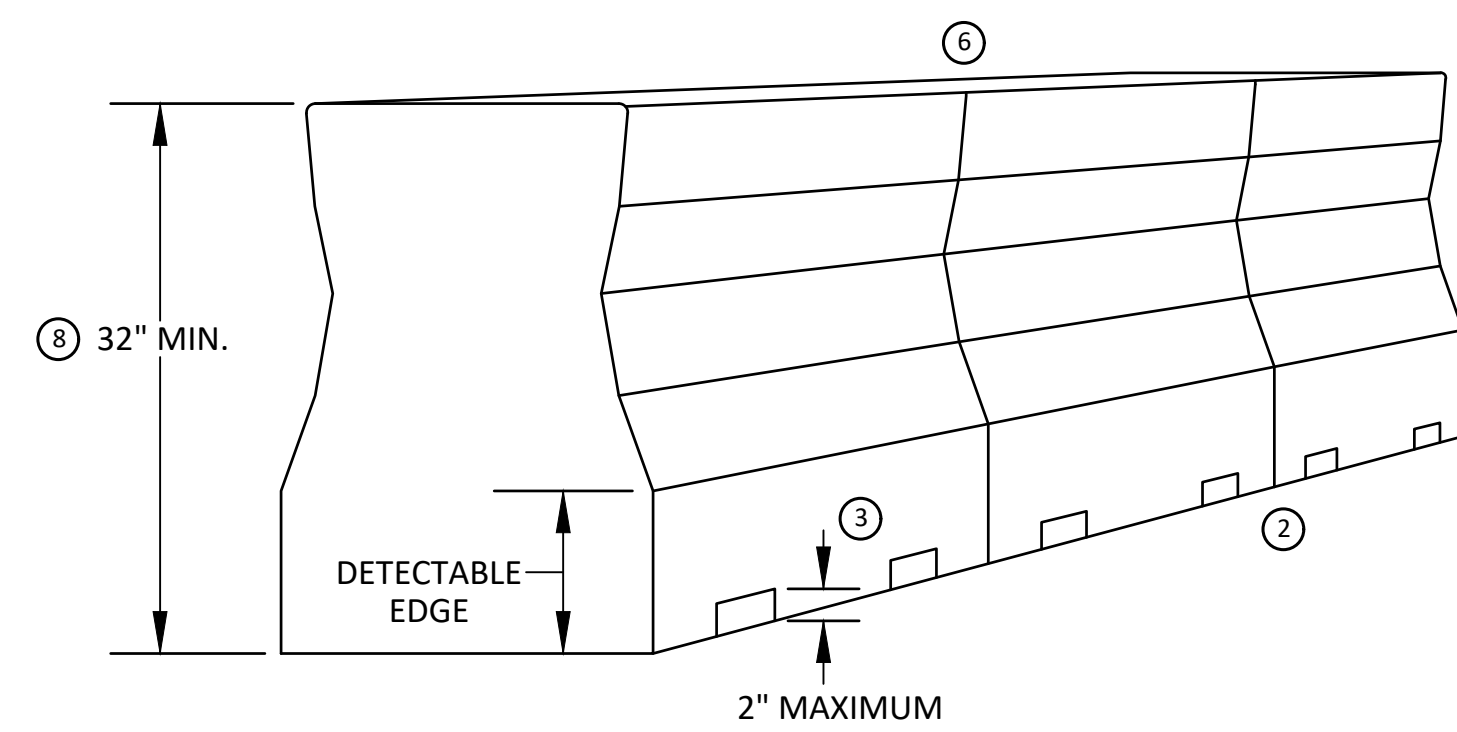 6
8 32" MIN.
3
2
DETECTABLE
EDGE
2" MAXIMUM